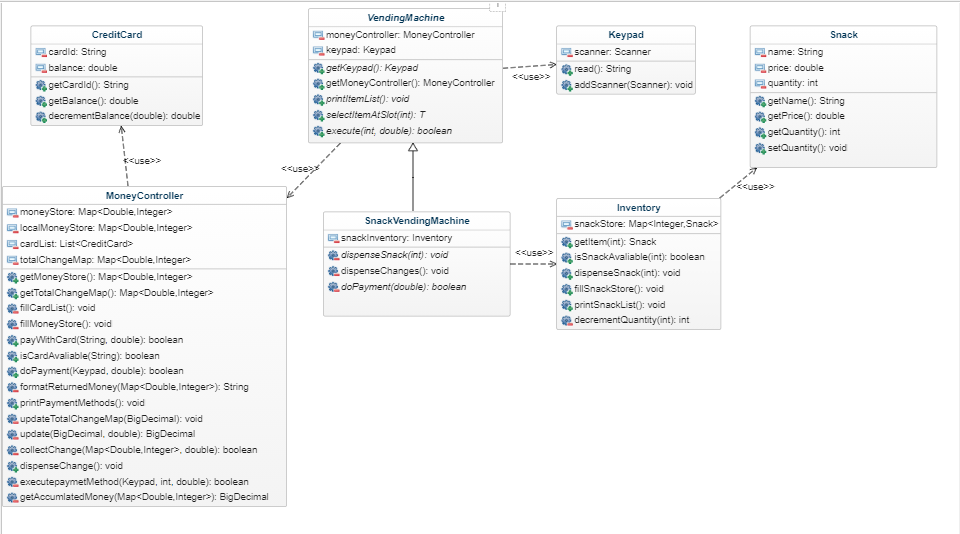 CreditCard
cardId: String
balance: double
getCardId(): String
getBalance(): double
decrementBalance(double): double
VendingMachine
moneyController: MoneyController
keypad: Keypad
getKeypad(): Keypad
getMoneyController(): MoneyController
printItemList(): void
selectItemAtSlot(int): T
execute(int, double): boolean
<<use>>
Keypad
scanner: Scanner
read(): String
addScanner(Scanner): void
Snack
name: String
price: double
quantity: int
getName(): String
getPrice(): double
getQuantity(): int
setQuantity(): void
<<use>>
<<use>>
<<use>>
MoneyController
moneyStore: Map<Double,Integer>
localMoneyStore: Map<Double,Integer>
cardList: List<CreditCard>
totalChangeMap: Map<Double,Integer>
getMoneyStore(): Map<Double,Integer>
getTotalChangeMap(): Map<Double,Integer>
fillCardList(): void
fillMoneyStore(): void
payWithCard(String, double): boolean
isCardAvaliable(String): boolean
doPayment(Keypad, double): boolean
formatReturnedMoney(Map<Double,Integer>): String
printPaymentMethods(): void
updateTotalChangeMap(BigDecimal): void
update(BigDecimal, double): BigDecimal
collectChange(Map<Double,Integer>, double): boolean
dispenseChange(): void
executepaymetMethod(Keypad, int, double): boolean
getAccumlatedMoney(Map<Double,Integer>): BigDecimal
SnackVendingMachine
snackInventory: Inventory
dispenseSnack(int): void
dispenseChanges(): void
doPayment(double): boolean
<<use>>
Inventory
snackStore: Map<Integer,Snack>
getItem(int): Snack
isSnackAvaliable(int): boolean
dispenseSnack(int): void
fillSnackStore(): void
printSnackList(): void
decrementQuantity(int): int